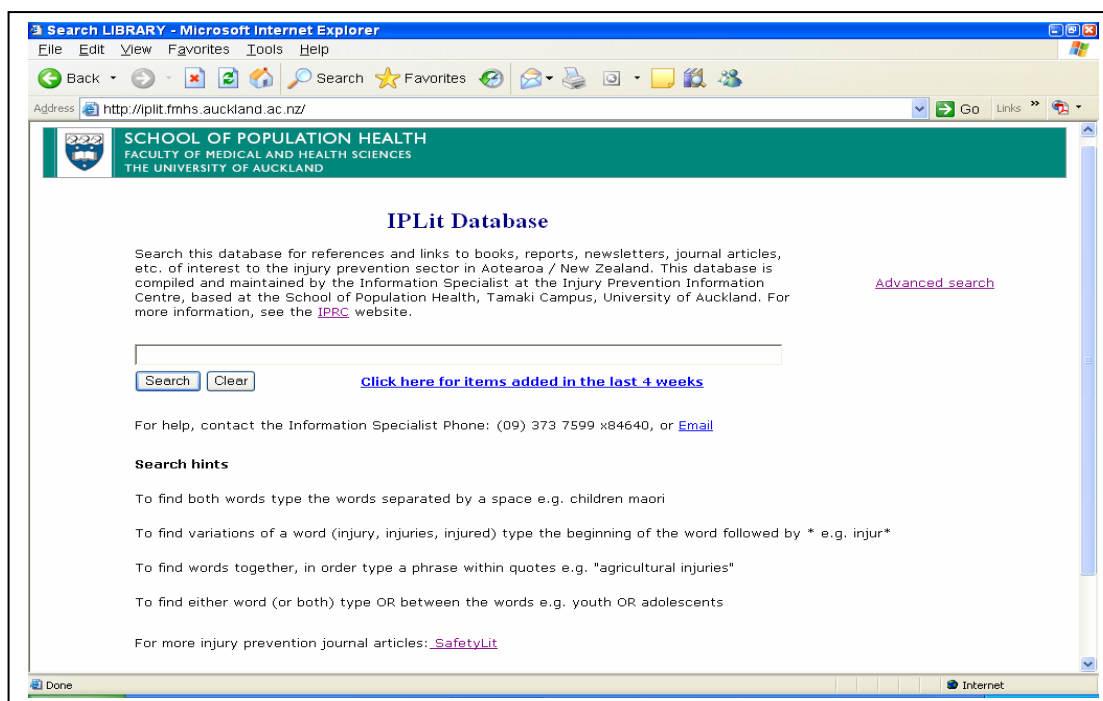 Search LIBRARY - Microsoft Internet Explorer
File Edit View Favorites Tools Help
Back Search Favorites
Address http://iplit.fmhs.auckland.ac.nz/ Go Links »
SCHOOL OF POPULATION HEALTH
FACULTY OF MEDICAL AND HEALTH SCIENCES
THE UNIVERSITY OF AUCKLAND
IPLit Database
Search this database for references and links to books, reports, newsletters, journal articles,
etc. of interest to the injury prevention sector in Aotearoa / New Zealand. This database is
compiled and maintained by the Information Specialist at the Injury Prevention Information
Centre, based at the School of Population Health, Tamaki Campus, University of Auckland. For
more information, see the IPRC website.
Advanced search
Search Clear Click here for items added in the last 4 weeks
For help, contact the Information Specialist Phone: (09) 373 7599 x84640, or Email
Search hints
To find both words type the words separated by a space e.g. children maori
To find variations of a word (injury, injuries, injured) type the beginning of the word followed by * e.g. injur*
To find words together, in order type a phrase within quotes e.g. "agricultural injuries"
To find either word (or both) type OR between the words e.g. youth OR adolescents
For more injury prevention journal articles: SafetyLit
Done Internet